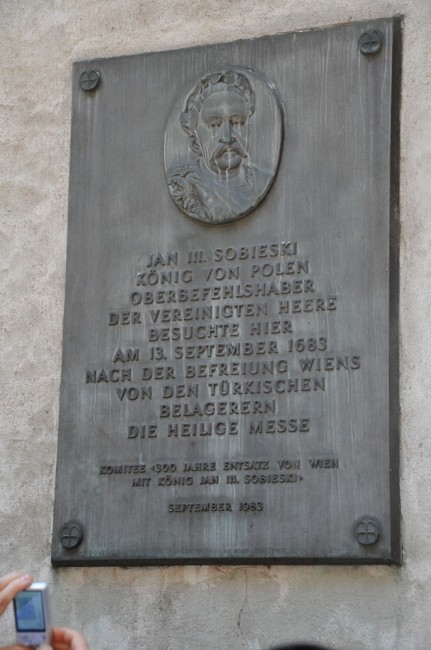 JAN III. SOBIESKI
KÖNIG VON POLEN
OBERBEFEHLSHABER
DER VEREINIGTEN HEERE
BESUCHTE HIER
AM 13. SEPTEMBER 1683
NACH DER BEFREIUNG WIENS
VON DEN TÜRKISCHEN
BELAGERERN
DIE HEILIGE MESSE
KOMITEE «300 JAHRE ENTSATZ VON WIEN
MIT KÖNIG JAN III. SOBIESKI»
SEPTEMBER 1983